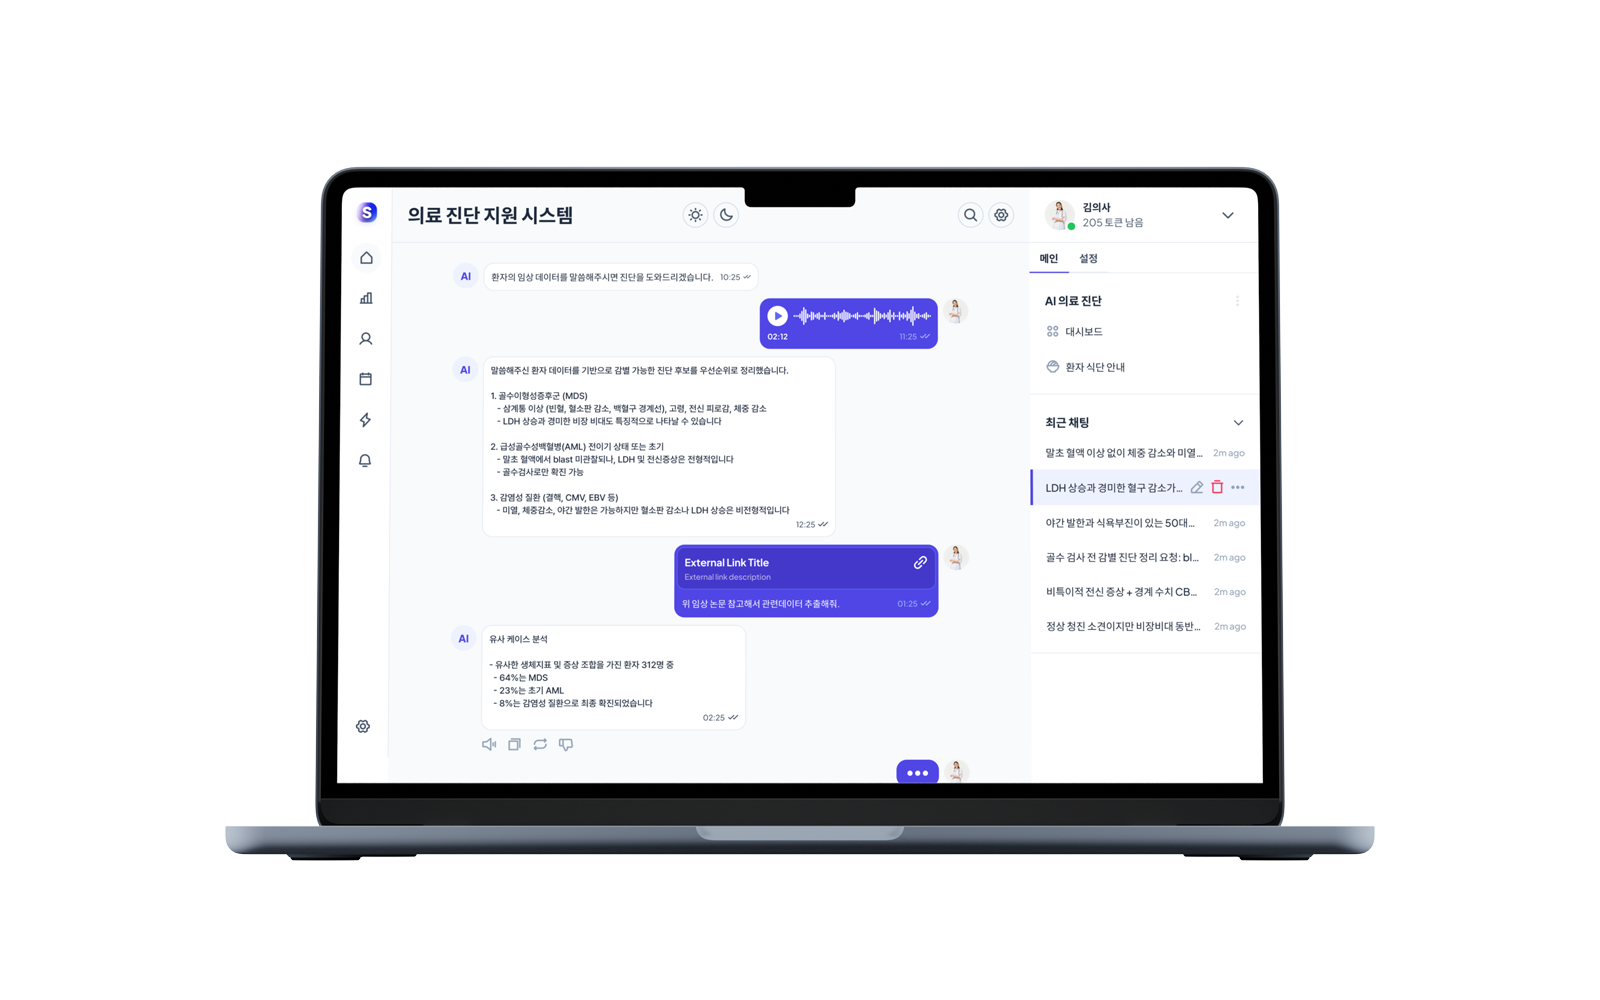 S
의료 진단 지원 시스템
AI
환자의 임상 데이터를 말씀해주시면 진단을 도와드리겠습니다. 10:25
02:12 11:25
AI
말씀해주신 환자 데이터를 기반으로 감별 가능한 진단 후보를 우선순위로 정리했습니다.
1. 골수이형성증후군 (MDS)
- 삼계통 이상 (빈혈, 혈소판 감소, 백혈구 경계선), 고령, 전신 피로감, 체중 감소
- LDH 상승과 경미한 비장 비대도 특징적으로 나타날 수 있습니다
2. 급성골수성백혈병(AML) 전이기 상태 또는 초기
- 말초 혈액에서 blast 미관찰되나, LDH 및 전신증상은 전형적입니다
- 골수검사로만 확진 가능
3. 감염성 질환 (결핵, CMV, EBV 등)
- 미열, 체중감소, 야간 발한은 가능하지만 혈소판 감소나 LDH 상승은 비전형적입니다
12:25
External Link Title
External link description
위 임상 논문 참고해서 관련데이터 추출해줘. 01:25
AI
유사 케이스 분석
- 유사한 생체지표 및 증상 조합을 가진 환자 312명 중
- 64%는 MDS
- 23%는 초기 AML
- 8%는 감염성 질환으로 최종 확진되었습니다
02:25
김의사
205 토큰 남음
메인 설정
AI 의료 진단
대시보드
환자 식단 안내
최근 채팅
말초 혈액 이상 없이 체중 감소와 미열... 2m ago
LDH 상승과 경미한 혈구 감소가...
야간 발한과 식욕부진이 있는 50대... 2m ago
골수 검사 전 감별 진단 정리 요청: bl... 2m ago
비특이적 전신 증상 + 경계 수치 CB... 2m ago
정상 청진 소견이지만 비장비대 동반... 2m ago